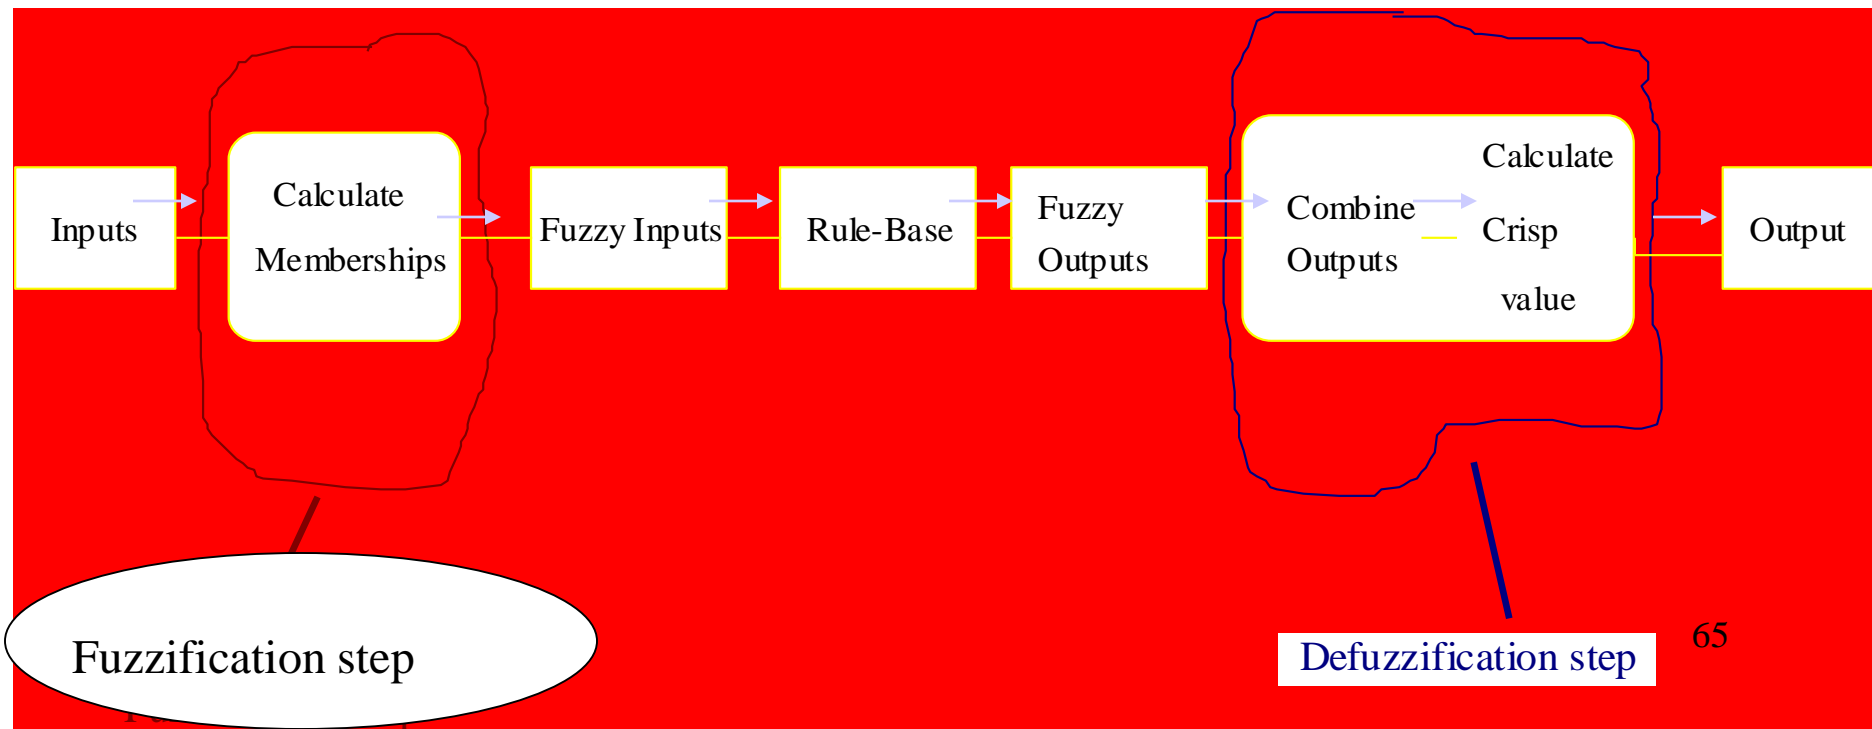 Inputs
Calculate
Memberships
Fuzzy Inputs
Rule-Base
Fuzzy
Outputs
Combine
Outputs
Calculate
Crisp
value
Output
Fuzzification step
Defuzzification step
65